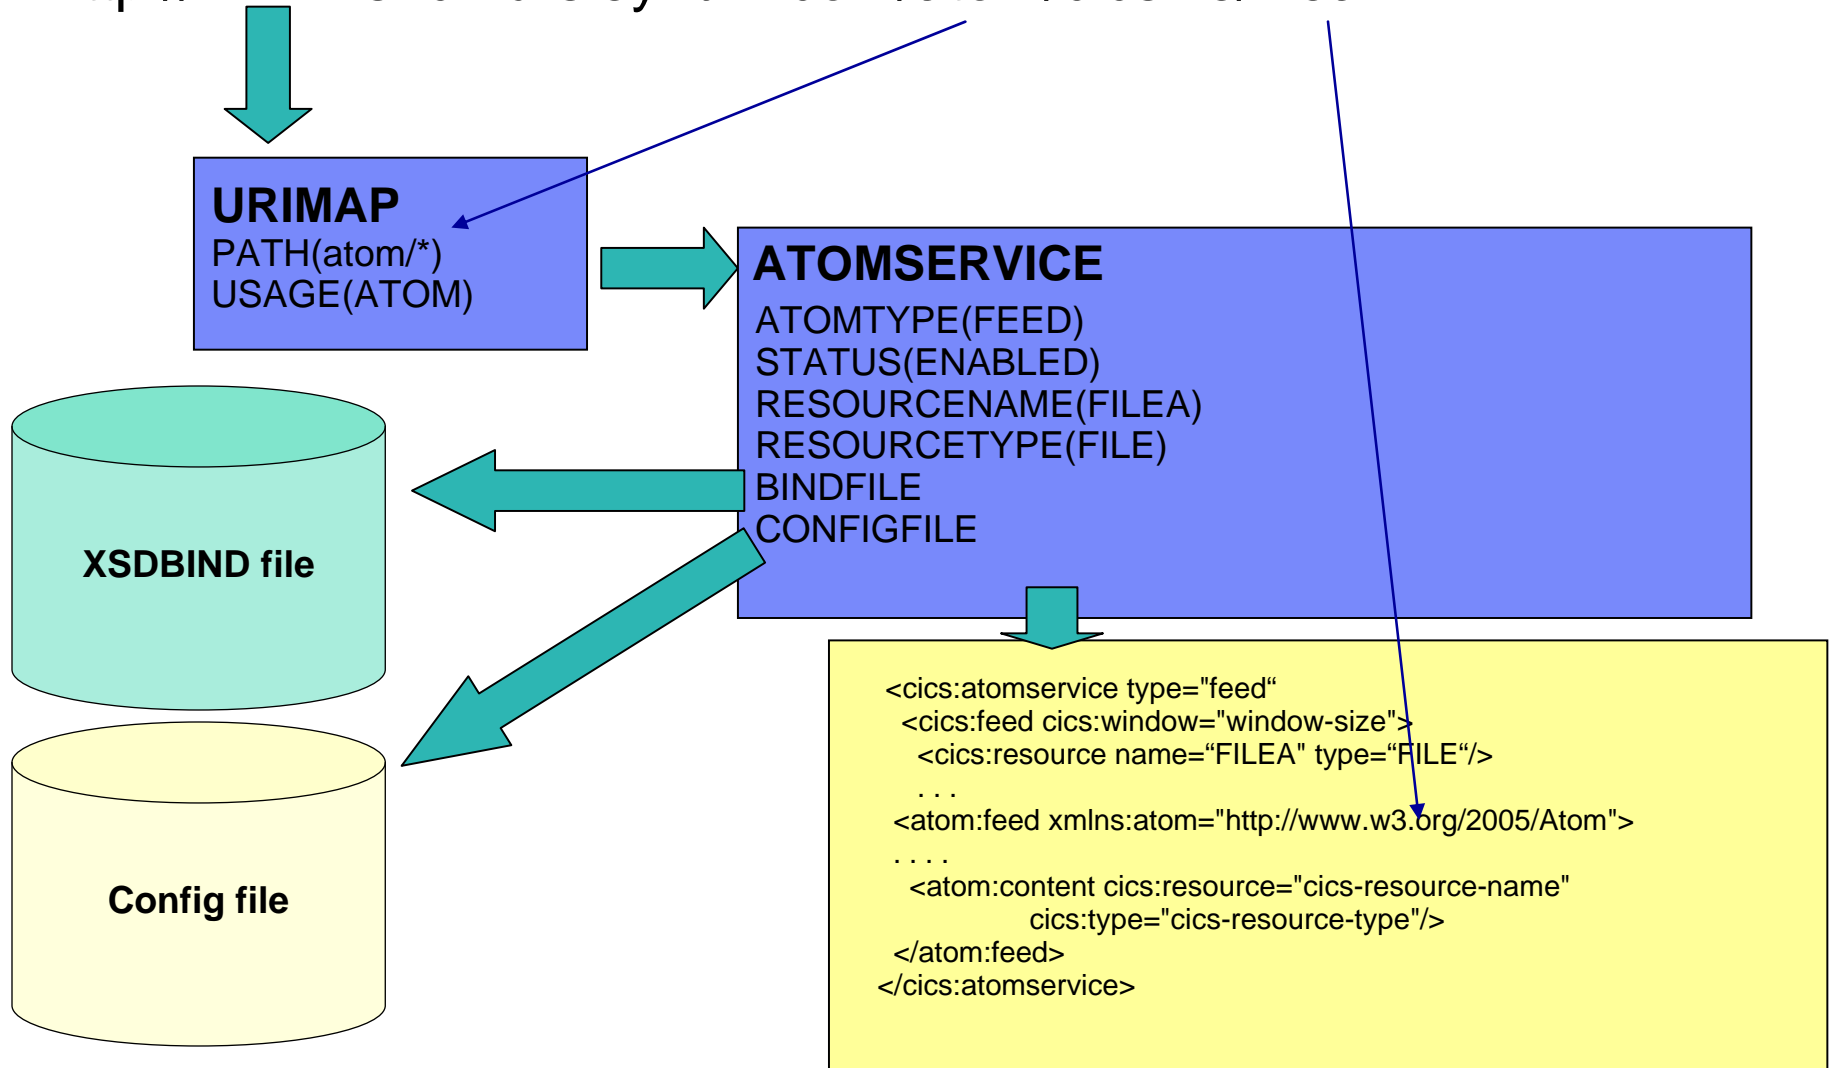 URIMAP
PATH(atom/*)
USAGE(ATOM)
ATOMSERVICE
ATOMTYPE(FEED)
STATUS(ENABLED)
RESOURCENAME(FILEA)
RESOURCETYPE(FILE)
BINDFILE
CONFIGFILE
XSDBIND file
Config file
<cics:atomservice type="feed“
<cics:feed cics:window="window-size">
<cics:resource name=“FILEA" type=“FILE“/>
. . .
<atom:feed xmlns:atom="http://www.w3.org/2005/Atom">
. . . .
<atom:content cics:resource="cics-resource-name"
cics:type="cics-resource-type"/>
</atom:feed>
</cics:atomservice>